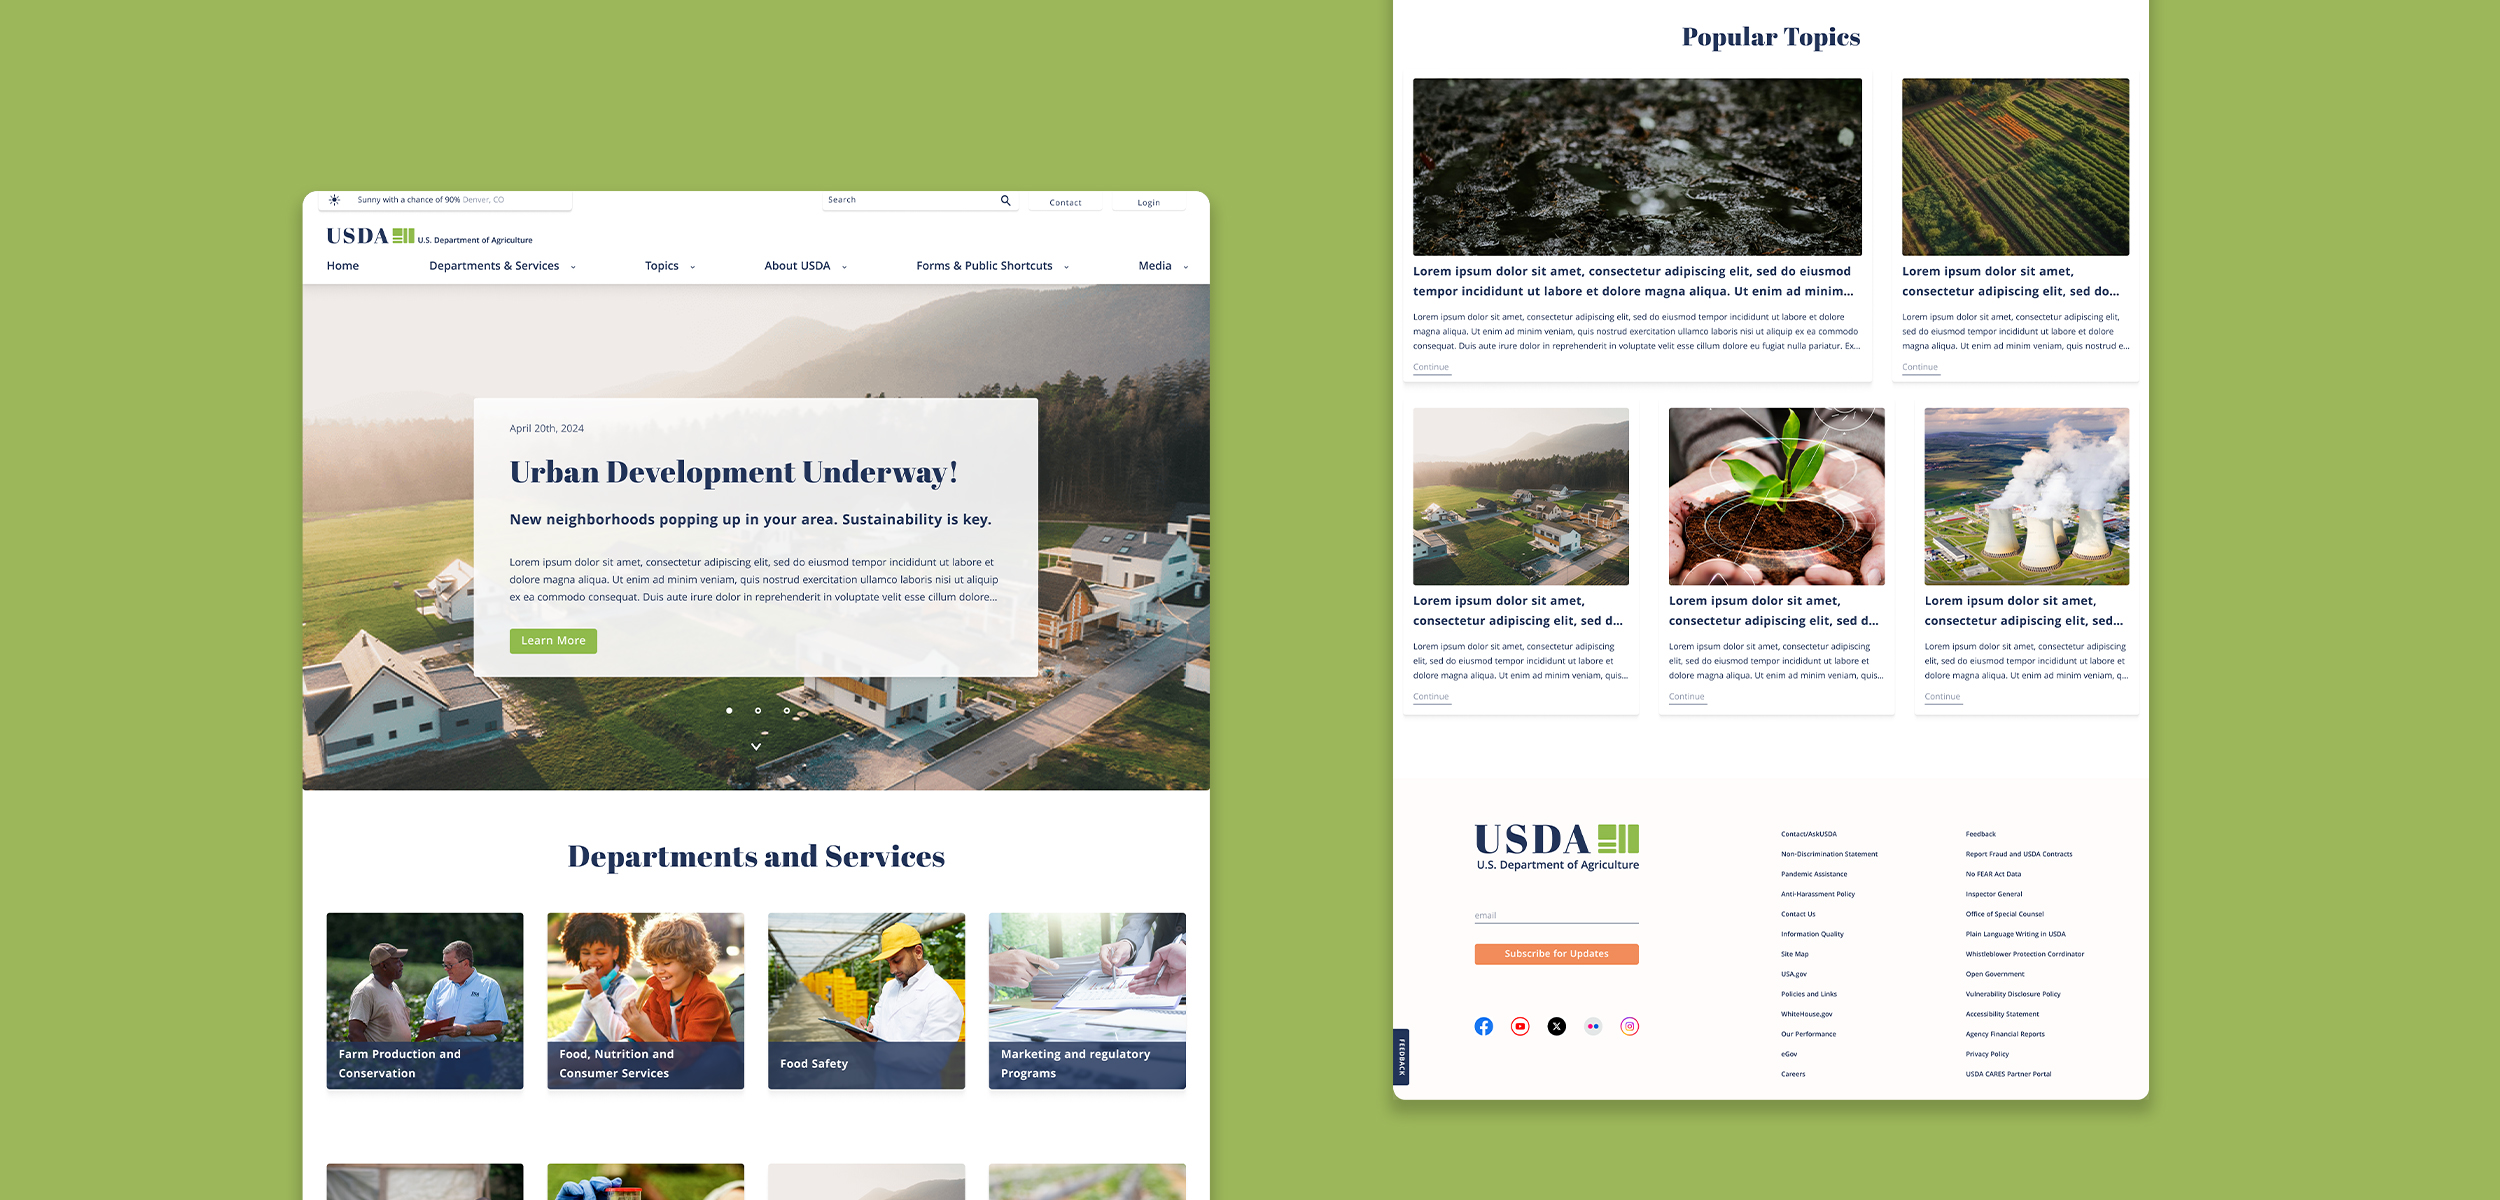 Sunny with a chance of 90% Denver, CO
Search
Contact
Login
USDA U.S. Department of Agriculture
Home
Departments & Services
Topics
About USDA
Forms & Public Shortcuts
Media
April 20th, 2024
Urban Development Underway!
New neighborhoods popping up in your area. Sustainability is key.
Lorem ipsum dolor sit amet, consectetur adipiscing elit, sed do eiusmod tempor incididunt ut labore et
dolore magna aliqua. Ut enim ad minim veniam, quis nostrud exercitation ullamco laboris nisi ut aliquip
ex ea commodo consequat. Duis aute irure dolor in reprehenderit in voluptate velit esse cillum dolore...
Learn More
Departments and Services
Farm Production and
Conservation
Food, Nutrition and
Consumer Services
Food Safety
Marketing and regulatory
Programs
Popular Topics
Lorem ipsum dolor sit amet, consectetur adipiscing elit, sed do eiusmod
tempor incididunt ut labore et dolore magna aliqua. Ut enim ad minim...
Lorem ipsum dolor sit amet, consectetur adipiscing elit, sed do eiusmod tempor incididunt ut labore et dolore
magna aliqua. Ut enim ad minim veniam, quis nostrud exercitation ullamco laboris nisi ut aliquip ex ea commodo
consequat. Duis aute irure dolor in reprehenderit in voluptate velit esse cillum dolore eu fugiat nulla pariatur. Ex...
Continue
Lorem ipsum dolor sit amet,
consectetur adipiscing elit, sed do...
Lorem ipsum dolor sit amet, consectetur adipiscing elit,
sed do eiusmod tempor incididunt ut labore et dolore
magna aliqua. Ut enim ad minim veniam, quis nostrud e...
Continue
Lorem ipsum dolor sit amet,
consectetur adipiscing elit, sed d...
Lorem ipsum dolor sit amet, consectetur adipiscing
elit, sed do eiusmod tempor incididunt ut labore et
dolore magna aliqua. Ut enim ad minim veniam, quis...
Continue
Lorem ipsum dolor sit amet,
consectetur adipiscing elit, sed d...
Lorem ipsum dolor sit amet, consectetur adipiscing
elit, sed do eiusmod tempor incididunt ut labore et
dolore magna aliqua. Ut enim ad minim veniam, quis...
Continue
Lorem ipsum dolor sit amet,
consectetur adipiscing elit, sed...
Lorem ipsum dolor sit amet, consectetur adipiscing
elit, sed do eiusmod tempor incididunt ut labore et
dolore magna aliqua. Ut enim ad minim veniam, q...
Continue
USDA
U.S. Department of Agriculture
email
Subscribe for Updates
Contact/AskUSDA
Non-Discrimination Statement
Pandemic Assistance
Anti-Harassment Policy
Contact Us
Information Quality
Site Map
USA.gov
Policies and Links
WhiteHouse.gov
Our Performance
eGov
Careers
Feedback
Report Fraud and USDA Contracts
No FEAR Act Data
Inspector General
Office of Special Counsel
Plain Language Writing in USDA
Whistleblower Protection Corrdinator
Open Government
Vulnerability Disclosure Policy
Accessibility Statement
Agency Financial Reports
Privacy Policy
USDA CARES Partner Portal
FEEDBACK